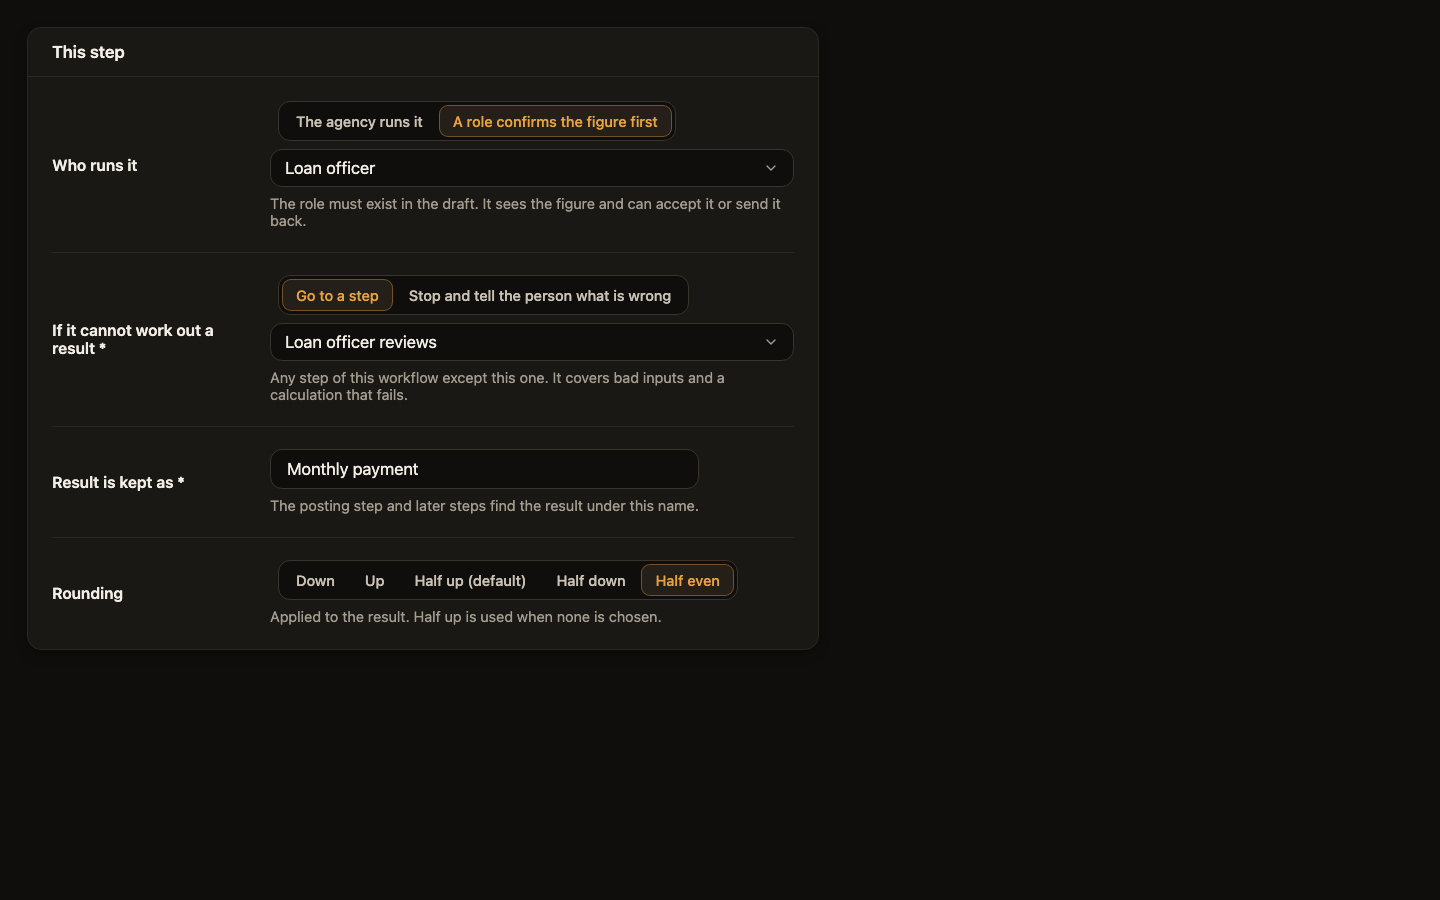 This step
The agency runs it
A role confirms the figure first
Who runs it
Loan officer
The role must exist in the draft. It sees the figure and can accept it or send it
back.
Go to a step
Stop and tell the person what is wrong
If it cannot work out a
result *
Loan officer reviews
Any step of this workflow except this one. It covers bad inputs and a
calculation that fails.
Result is kept as *
Monthly payment
The posting step and later steps find the result under this name.
Rounding
Down
Up
Half up (default)
Half down
Half even
Applied to the result. Half up is used when none is chosen.